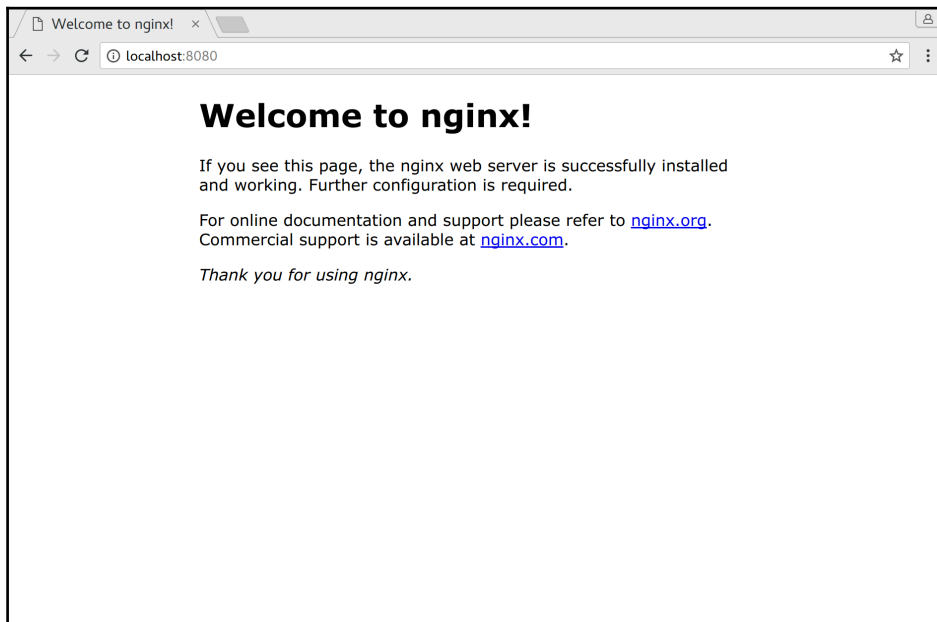 Welcome to nginx!
localhost:8080
Welcome to nginx!
If you see this page, the nginx web server is successfully installed
and working. Further configuration is required.
For online documentation and support please refer to nginx.org.
Commercial support is available at nginx.com.
Thank you for using nginx.